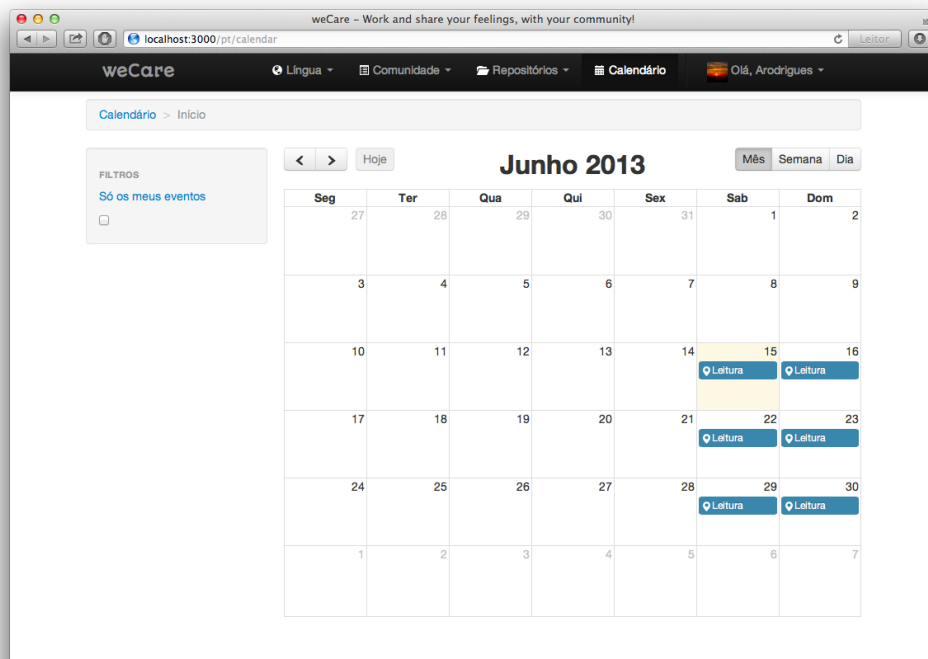 weCare – Work and share your feelings, with your community!
localhost:3000/pt/calendar
Leitor
weCare Língua Comunidade Repositórios Calendário Olá, Arodrigues
Calendário > Início
FILTROS
Só os meus eventos
Hoje
Junho 2013
Mês Semana Dia
Seg Ter Qua Qui Sex Sab Dom
27 28 29 30 31 1 2
3 4 5 6 7 8 9
10 11 12 13 14 15 16
Leitura Leitura
17 18 19 20 21 22 23
Leitura Leitura
24 25 26 27 28 29 30
Leitura Leitura
1 2 3 4 5 6 7